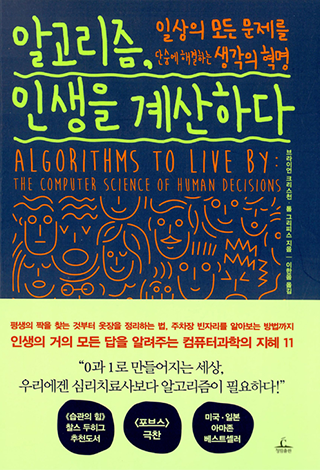 알고리즘,
일상의 모든 문제를
단숨에 해결하는 생각의 혁명
인생을 계산하다
ALGORITHMS TO LIVE BY:
THE COMPUTER SCIENCE OF HUMAN DECISIONS
브라이언 크리스천·톰 그리피스 지음 | 이한음 옮김
평생의 짝을 찾는 것부터 옷장을 정리하는 법, 주차장 빈자리를 알아보는 방법까지
인생의 거의 모든 답을 알려주는 컴퓨터과학의 지혜 11
“0과 1로 만들어지는 세상,
우리에겐 심리치료사보다 알고리즘이 필요하다!”
《습관의 힘》
찰스 두히그
추천도서
〈포브스〉
극찬
미국·일본
아마존
베스트셀러
청림출판